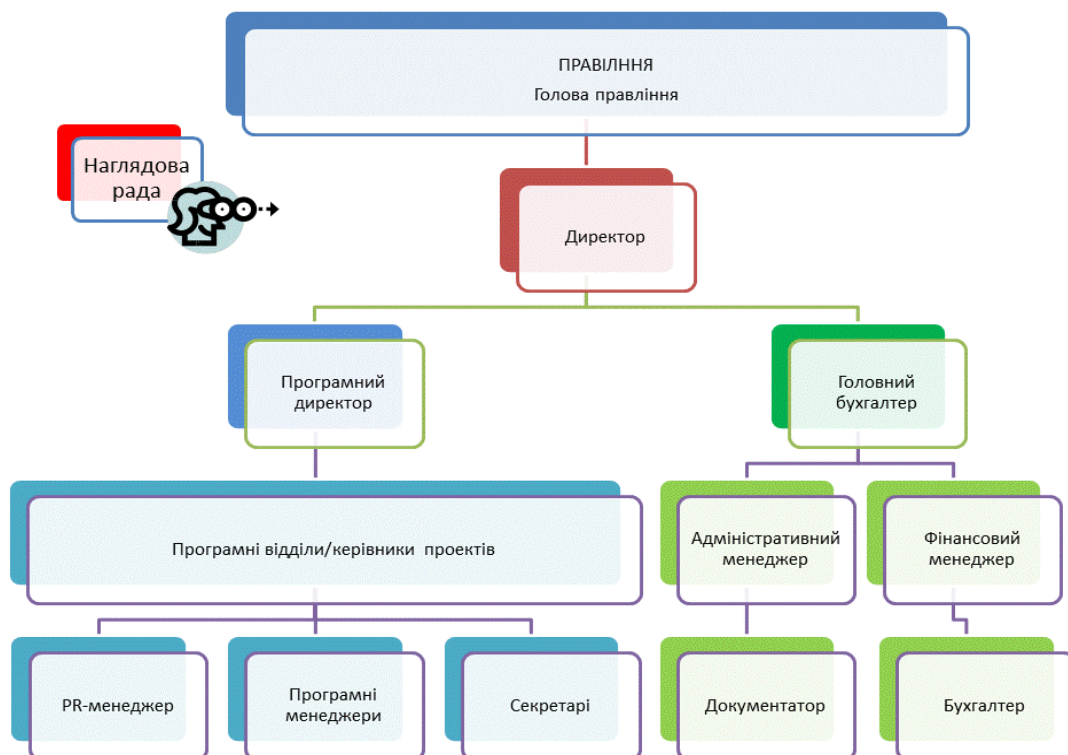 ПРАВІЛННЯ
Голова правління
Наглядова
рада
Директор
Програмний
директор
Головний
бухгалтер
Програмні відділи/керівники проектів
Адміністративний
менеджер
Фінансовий
менеджер
PR-менеджер
Програмні
менеджери
Секретарі
Документатор
Бухгалтер